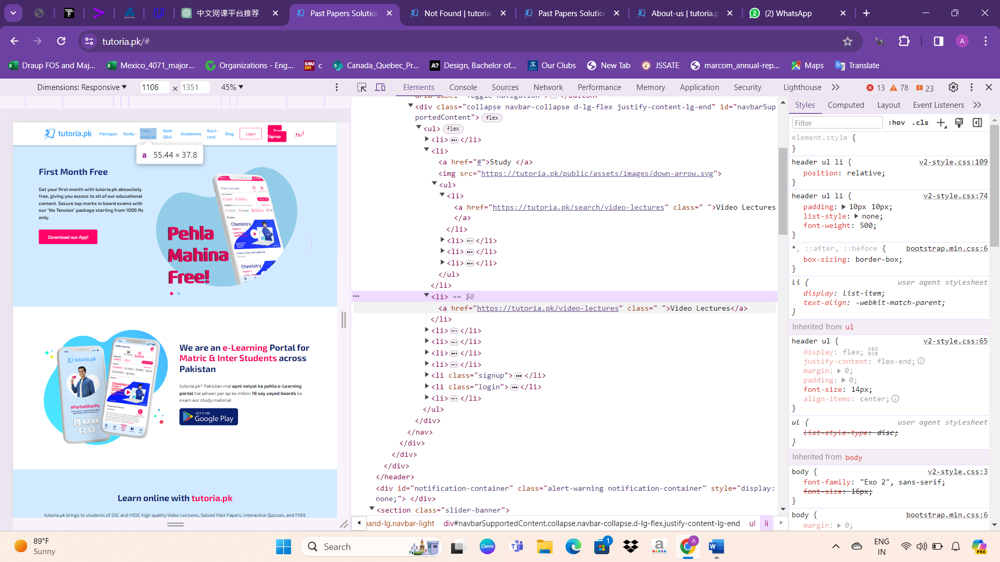 中文网课平台推荐
Past Papers Solution
Not Found | tutoria.
Past Papers Solutio
About-us | tutoria.p
(2) WhatsApp
tutoria.pk/#
A
Draup FOS and Maj...
Mexico_4071_major...
Organizations - Eng...
c
Canada_Quebec_Pr...
Design, Bachelor of...
Our Clubs
New Tab
JSSATE
marcom_annual-rep...
Maps
Translate
Dimensions: Responsive
1106 × 1351
45%
Elements
Console
Sources
Network
Performance
Memory
Application
Security
Lighthouse
13
78
23
tutoria.pk
Packages
Study
Video Lectures
Book Q&A
Academies
Buy t-card
Blog
Login
Free Signup
اردو
a 55.44 × 37.8
First Month Free
Get your first month with tutoria.pk absoultely
free, giving you access to all of our educational
content. Secure top marks in board exams with
our "No Tension" package starting from 1000 Rs
only.
Download our App!
Pehla
Mahina
Free!
Video Lectures
Chemistry
We are an e-Learning Portal for
Matric & Inter Students across
Pakistan
tutoria.pk® Pakistan mai apni noiyat ka pehla e-Learning
portal hai jahaan par ap ko milein 18 say zayed boards ka
exam aur study material
GET IT ON
Google Play
tutoria.pk
#ParhaiGharPe
Chemistry
Learn online with tutoria.pk
tutoria.pk brings to students of SSC and HSSC high quality Video Lectures, Solved Past Papers, Interactive Quizzes, and FREE
aria-label="Toggle navigation"> </button>
<div class="collapse navbar-collapse d-lg-flex justify-content-lg-end" id="navbarSup
portedContent"> flex
<ul> flex
<li> ••• </li>
<li>
<a href="#">Study </a>
<img src="https://tutoria.pk/public/assets/images/down-arrow.svg">
<ul>
<li>
<a href="https://tutoria.pk/search/video-lectures" class=" ">Video Lectures
</a>
</li>
<li> ••• </li>
<li> ••• </li>
<li> ••• </li>
</ul>
</li>
••• <li> == $0
<a href="https://tutoria.pk/video-lectures" class=" ">Video Lectures</a>
</li>
<li> ••• </li>
<li> ••• </li>
<li> ••• </li>
<li> ••• </li>
<li class="signup"> ••• </li>
<li class="login"> ••• </li>
<li> ••• </li>
</ul>
</div>
</nav>
</div>
</div>
</div>
</header>
<div id="notification-container" class="alert-warning notification-container" style="display:
none;"> </div>
<section class="slider-banner">
pand-lg.navbar-light
div#navbarSupportedContent.collapse.navbar-collapse.d-lg-flex.justify-content-lg-end
ul
li
Styles
Computed
Layout
Event Listeners
Filter
:hov
.cls
element.style {
}
header ul li { v2-style.css:109
position: relative;
}
header ul li { v2-style.css:74
padding: 10px 10px;
list-style: none;
font-weight: 500;
}
*, ::after, ::before { bootstrap.min.css:6
box-sizing: border-box;
}
li { user agent stylesheet
display: list-item;
text-align: -webkit-match-parent;
}
Inherited from ul
header ul { v2-style.css:65
display: flex;
justify-content: flex-end;
margin: 0;
padding: 0;
font-size: 14px;
align-items: center;
}
ul { user agent stylesheet
list-style-type: disc;
}
Inherited from body
body { v2-style.css:3
font-family: "Exo 2", sans-serif;
font-size: 16px;
}
body { bootstrap.min.css:6
margin: 0;
89°F
Sunny
Search
Canva
1
A
ENG
IN
PRE